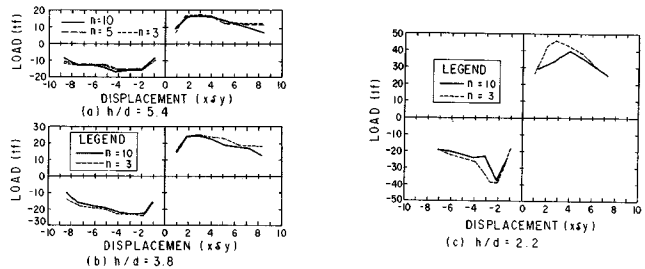 20
10
0
-10
-20
LOAD (tf)
n=10
n=5 n=3
-10 -8 -6 -4 -2 0 2 4 6 8 10
DISPLACEMENT (xδy)
(a) h/d=5.4
30
20
10
0
-10
-20
-30
LOAD (tf)
LEGEND
n=10
n=3
-10 -8 -6 -4 -2 0 2 4 6 8 10
DISPLACEMEN (xδy)
(b) h/d=3.8
50
40
30
20
10
0
-10
-20
-30
-40
-50
LOAD (tf)
LEGEND
n=10
n=3
-10 -8 -6 -4 -2 0 2 4 6 8 10
DISPLACEMENT (xδy)
(c) h/d=2.2